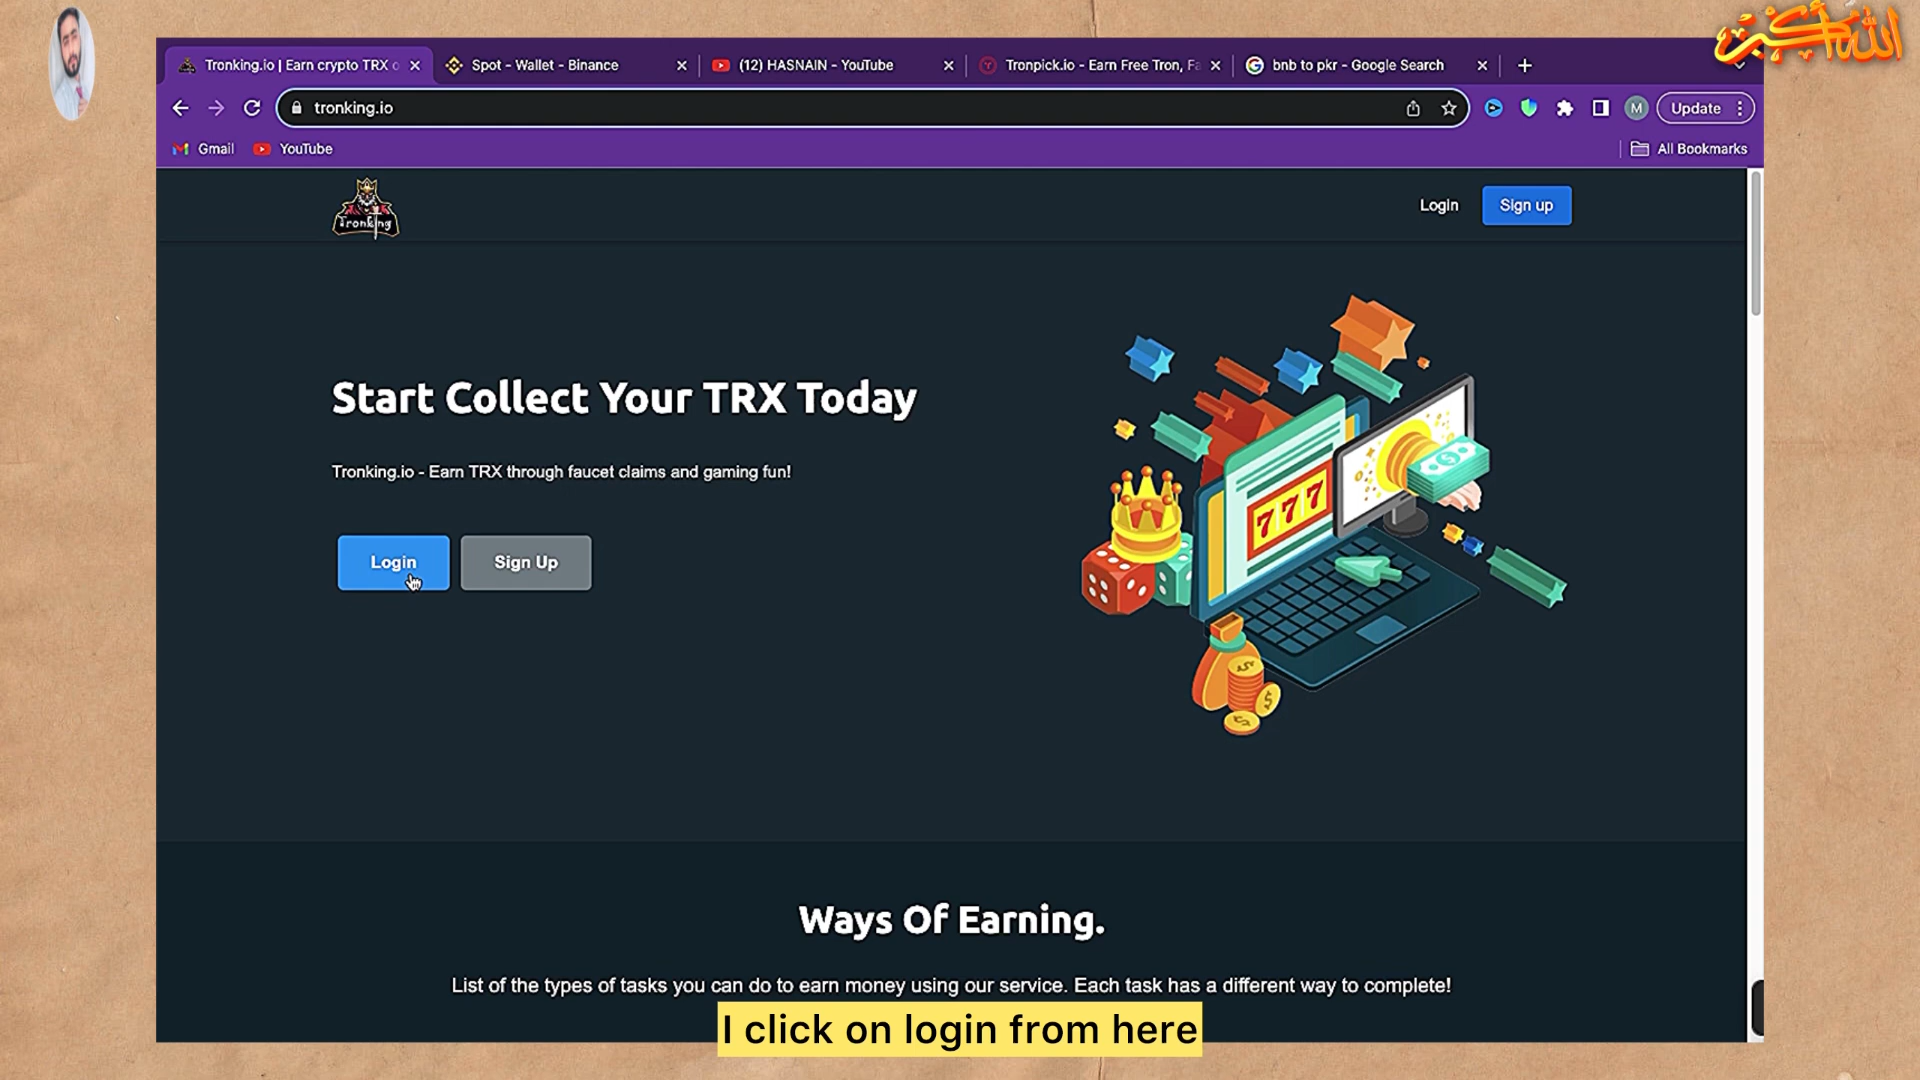 الله أكبر
Tronking.io | Earn crypto TRX o
Spot - Wallet - Binance
(12) HASNAIN - YouTube
Tronpick.io - Earn Free Tron, Fa
bnb to pkr - Google Search
tronking.io
M
Update
Gmail
YouTube
All Bookmarks
Tronking
Login
Sign up
Start Collect Your TRX Today
Tronking.io - Earn TRX through faucet claims and gaming fun!
Login
Sign Up
777
Ways Of Earning.
List of the types of tasks you can do to earn money using our service. Each task has a different way to complete!
I click on login from here